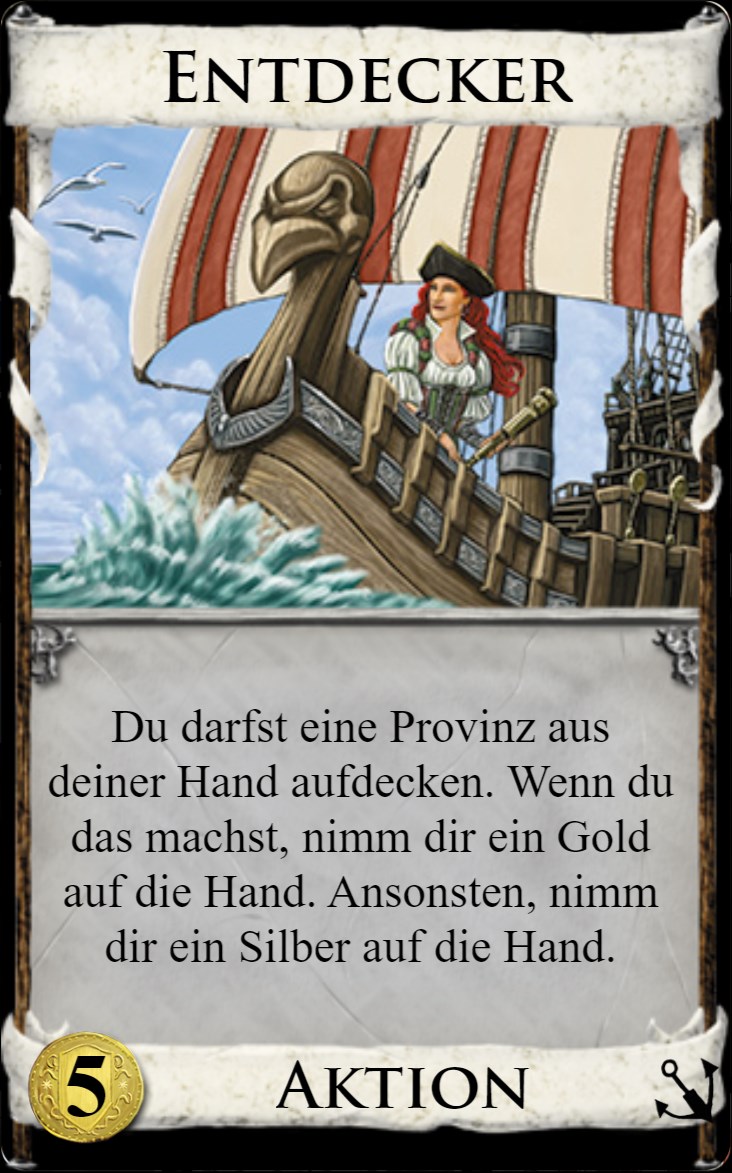 Entdecker
Du darfst eine Provinz aus
deiner Hand aufdecken. Wenn du
das machst, nimm dir ein Gold
auf die Hand. Ansonsten, nimm
dir ein Silber auf die Hand.
5
Aktion